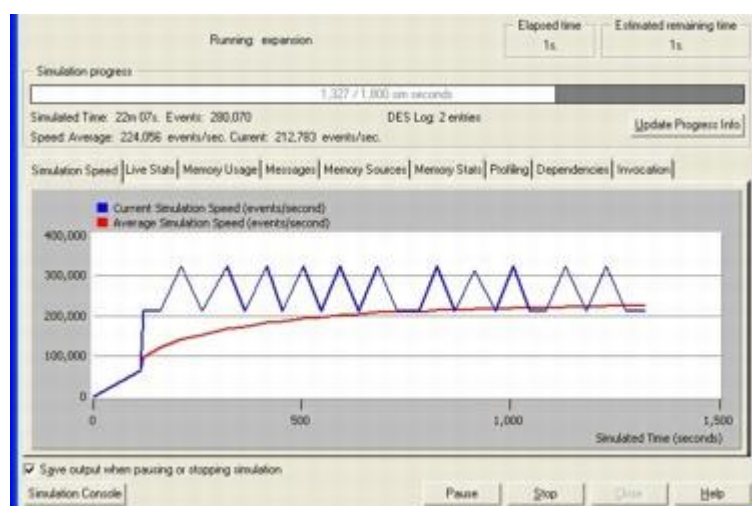 Running: expansion
Elapsed time
1s.
Estimated remaining time
1s.
Simulation progress
1,327 / 1,800 sim seconds
Simulated Time: 22m 07s. Events: 280,070
DES Log: 2 entries
Speed: Average: 224,056 events/sec. Current: 212,783 events/sec.
Update Progress Info
Simulation Speed Live Stats Memory Usage Messages Memory Sources Memory Stats Profiling Dependencies Invocation
Current Simulation Speed (events/second)
Average Simulation Speed (events/second)
400,000
300,000
200,000
100,000
0
0 500 1,000 1,500
Simulated Time (seconds)
Save output when pausing or stopping simulation
Simulation Console Pause Stop Close Help